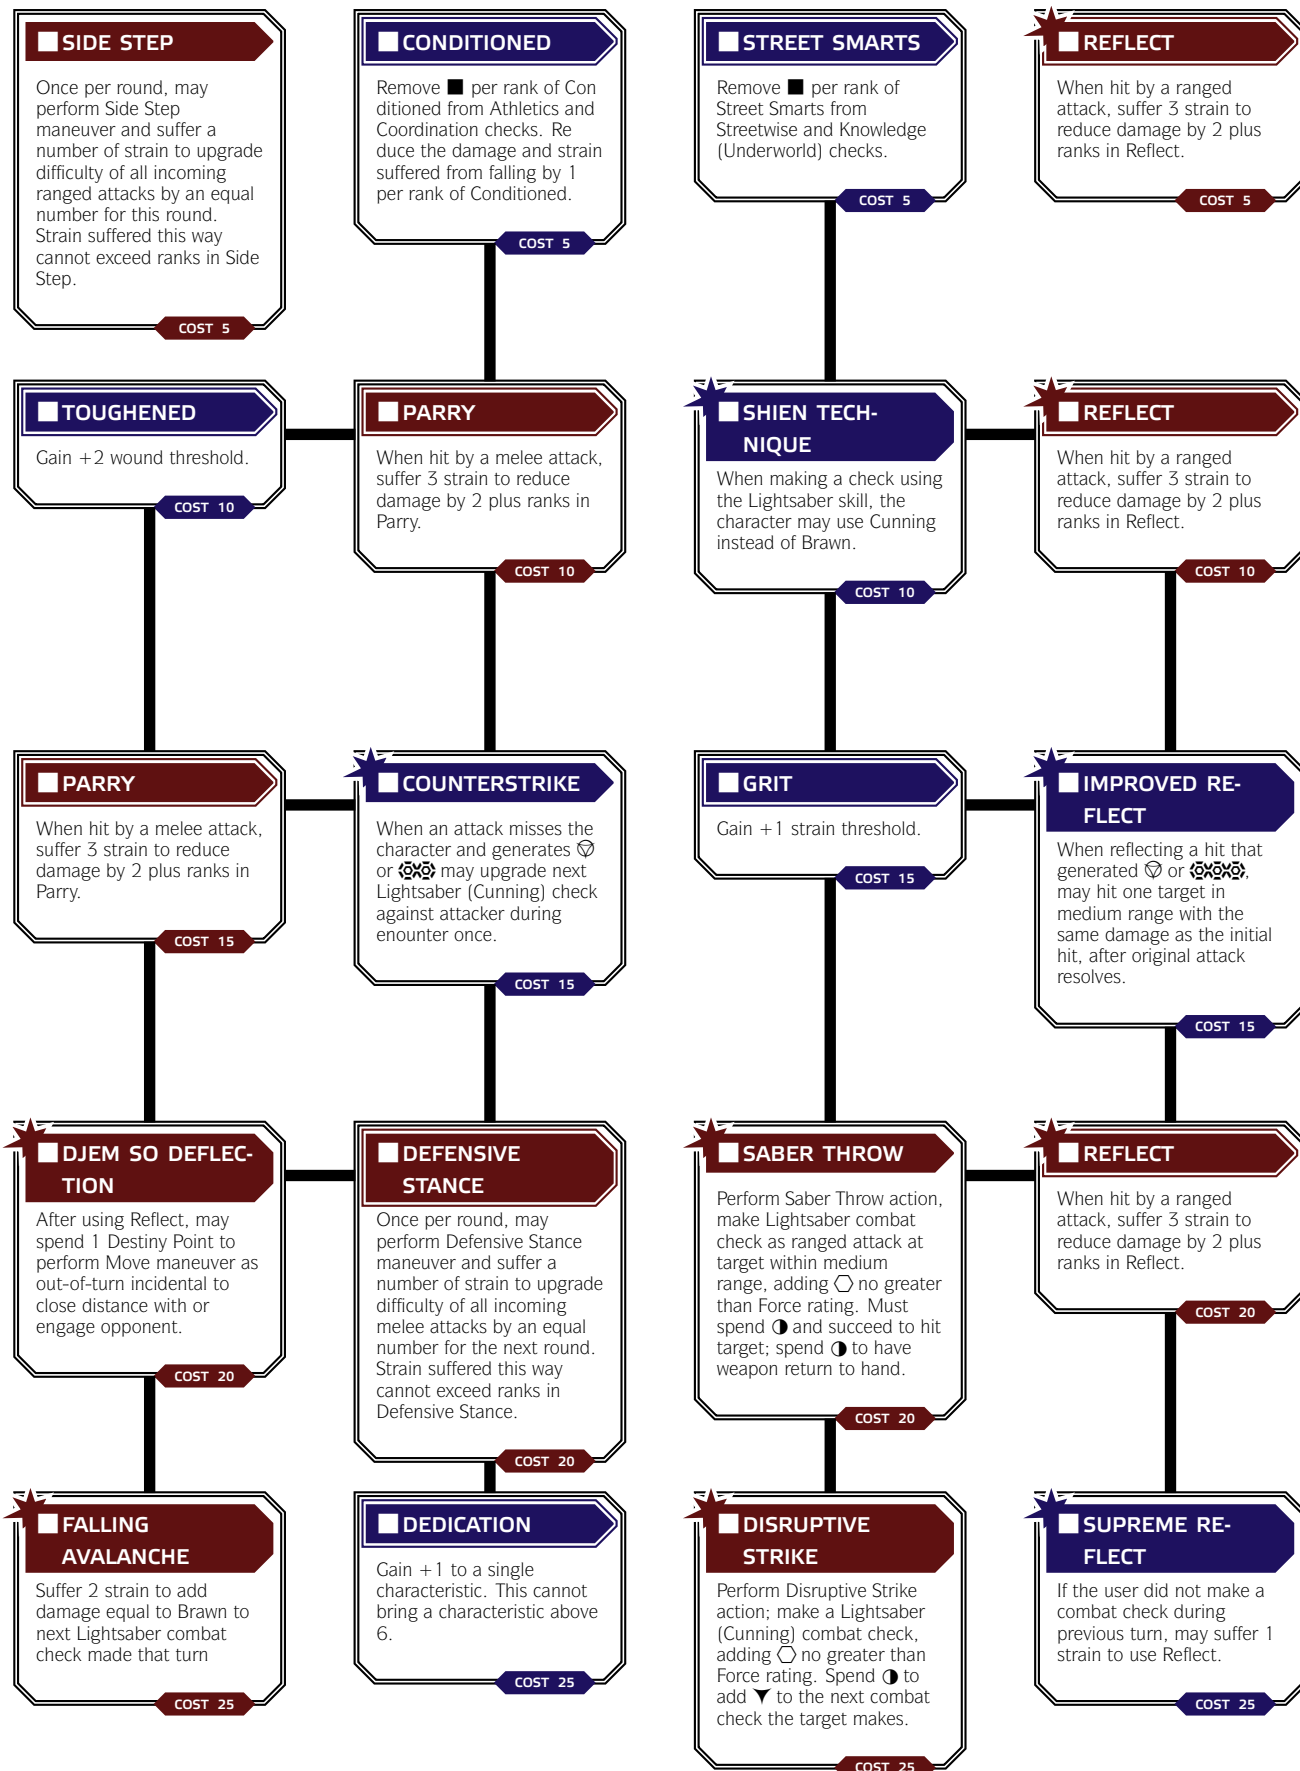 SIDE STEP
Once per round, may
perform Side Step
maneuver and suffer a
number of strain to upgrade
difficulty of all incoming
ranged attacks by an equal
number for this round.
Strain suffered this way
cannot exceed ranks in Side
Step.
COST 5
CONDITIONED
Remove ■ per rank of Con
ditioned from Athletics and
Coordination checks. Re
duce the damage and strain
suffered from falling by 1
per rank of Conditioned.
COST 5
STREET SMARTS
Remove ■ per rank of
Street Smarts from
Streetwise and Knowledge
(Underworld) checks.
COST 5
REFLECT
When hit by a ranged
attack, suffer 3 strain to
reduce damage by 2 plus
ranks in Reflect.
COST 5
TOUGHENED
Gain +2 wound threshold.
COST 10
PARRY
When hit by a melee attack,
suffer 3 strain to reduce
damage by 2 plus ranks in
Parry.
COST 10
SHIEN TECH-
NIQUE
When making a check using
the Lightsaber skill, the
character may use Cunning
instead of Brawn.
COST 10
REFLECT
When hit by a ranged
attack, suffer 3 strain to
reduce damage by 2 plus
ranks in Reflect.
COST 10
PARRY
When hit by a melee attack,
suffer 3 strain to reduce
damage by 2 plus ranks in
Parry.
COST 15
COUNTERSTRIKE
When an attack misses the
character and generates
or may upgrade next
Lightsaber (Cunning) check
against attacker during
enounter once.
COST 15
GRIT
Gain +1 strain threshold.
COST 15
IMPROVED RE-
FLECT
When reflecting a hit that
generated or ,
may hit one target in
medium range with the
same damage as the initial
hit, after original attack
resolves.
COST 15
DJEM SO DEFLEC-
TION
After using Reflect, may
spend 1 Destiny Point to
perform Move maneuver as
out-of-turn incidental to
close distance with or
engage opponent.
COST 20
DEFENSIVE
STANCE
Once per round, may
perform Defensive Stance
maneuver and suffer a
number of strain to upgrade
difficulty of all incoming
melee attacks by an equal
number for the next round.
Strain suffered this way
cannot exceed ranks in
Defensive Stance.
COST 20
SABER THROW
Perform Saber Throw action,
make Lightsaber combat
check as ranged attack at
target within medium
range, adding ⬡ no greater
than Force rating. Must
spend ◑ and succeed to hit
target; spend ◑ to have
weapon return to hand.
COST 20
REFLECT
When hit by a ranged
attack, suffer 3 strain to
reduce damage by 2 plus
ranks in Reflect.
COST 20
FALLING
AVALANCHE
Suffer 2 strain to add
damage equal to Brawn to
next Lightsaber combat
check made that turn
COST 25
DEDICATION
Gain +1 to a single
characteristic. This cannot
bring a characteristic above
6.
COST 25
DISRUPTIVE
STRIKE
Perform Disruptive Strike
action; make a Lightsaber
(Cunning) combat check,
adding ⬡ no greater than
Force rating. Spend ◑ to
add ▼ to the next combat
check the target makes.
COST 25
SUPREME RE-
FLECT
If the user did not make a
combat check during
previous turn, may suffer 1
strain to use Reflect.
COST 25